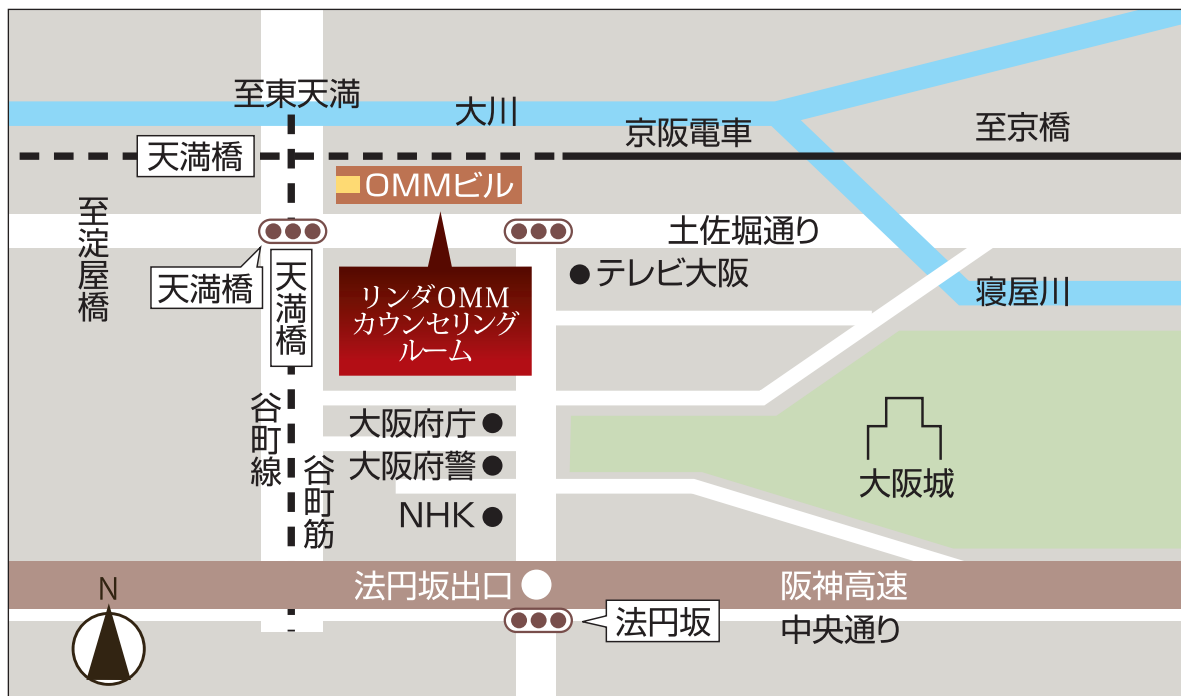 至東天満
大川
京阪電車
至京橋
天満橋
OMMビル
至淀屋橋
土佐堀通り
天満橋
天満橋
テレビ大阪
寝屋川
リンダOMM
カウンセリング
ルーム
谷町線
大阪府庁
大阪府警
谷町筋
大阪城
NHK
法円坂出口
阪神高速
N
法円坂
中央通り